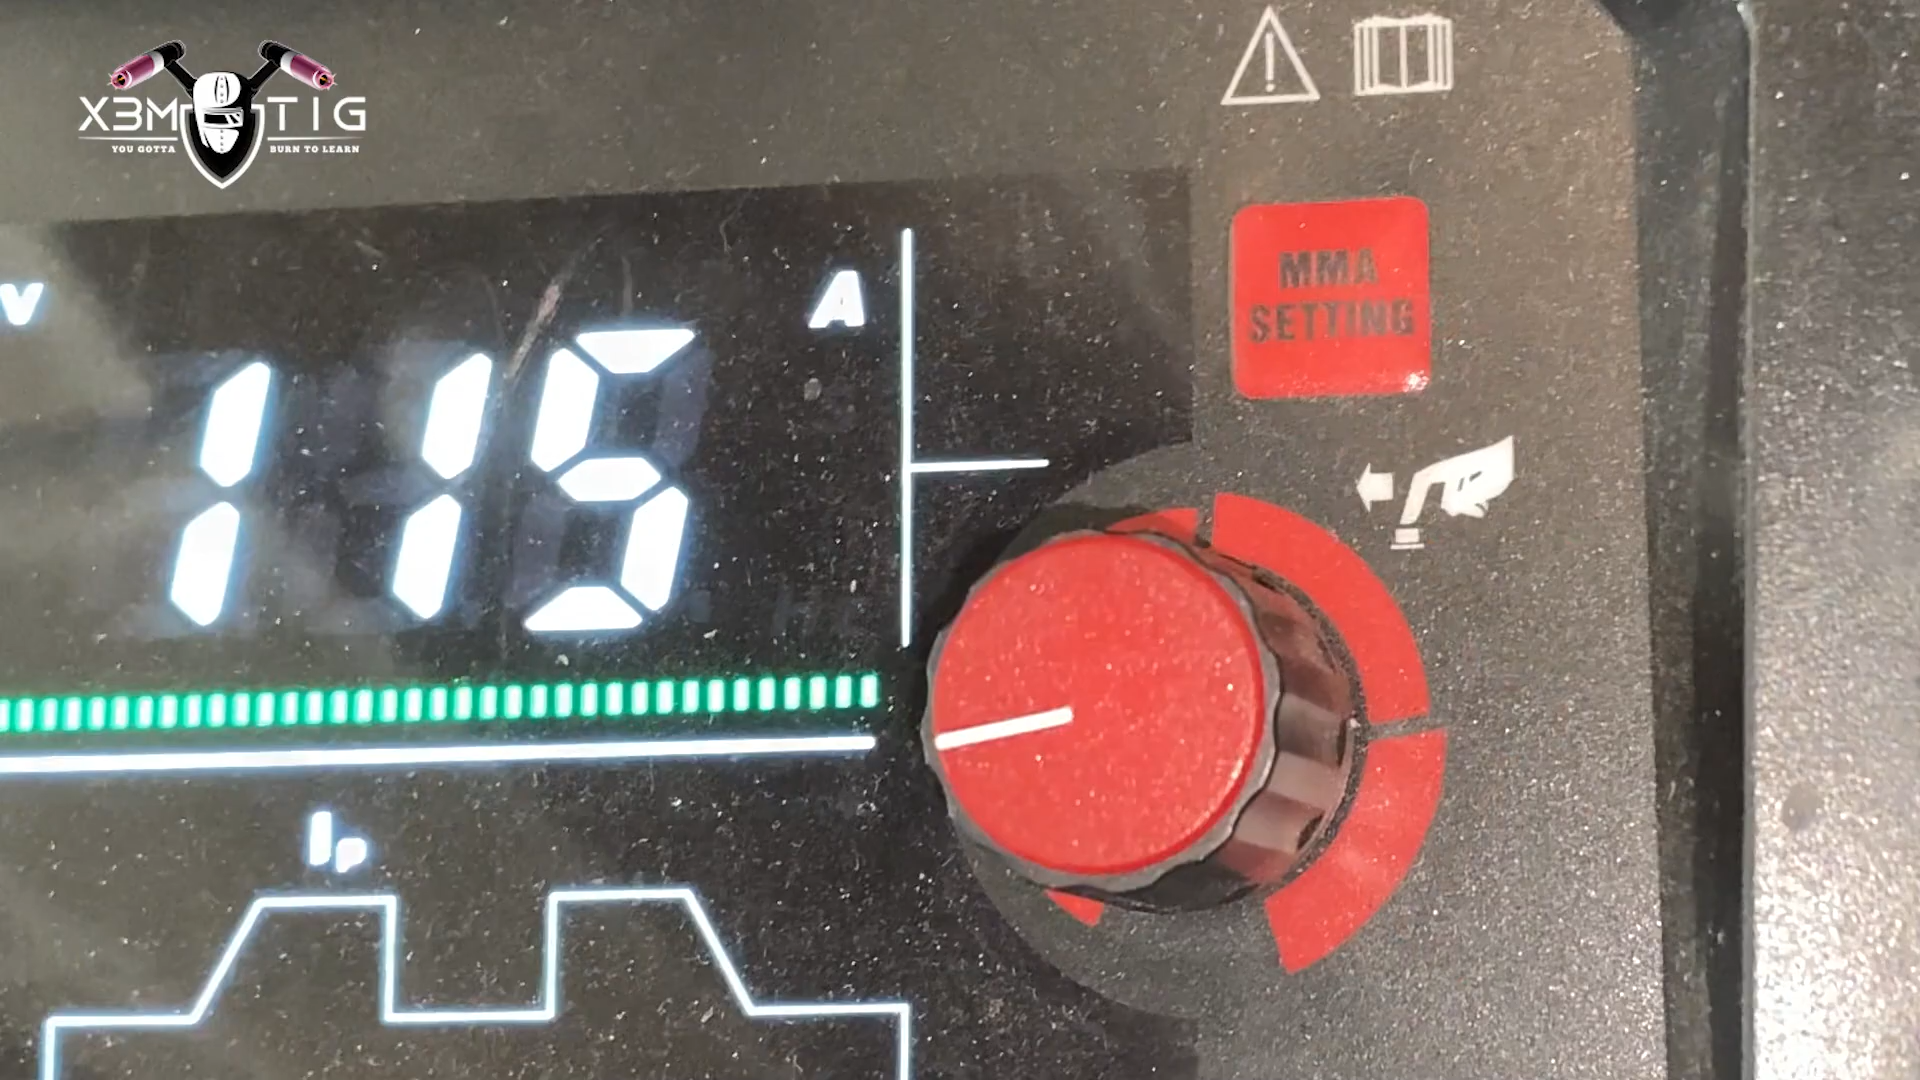 X3M TIG
YOU GOTTA BURN TO LEARN
MMA
SETTING
V
A
115
Ip